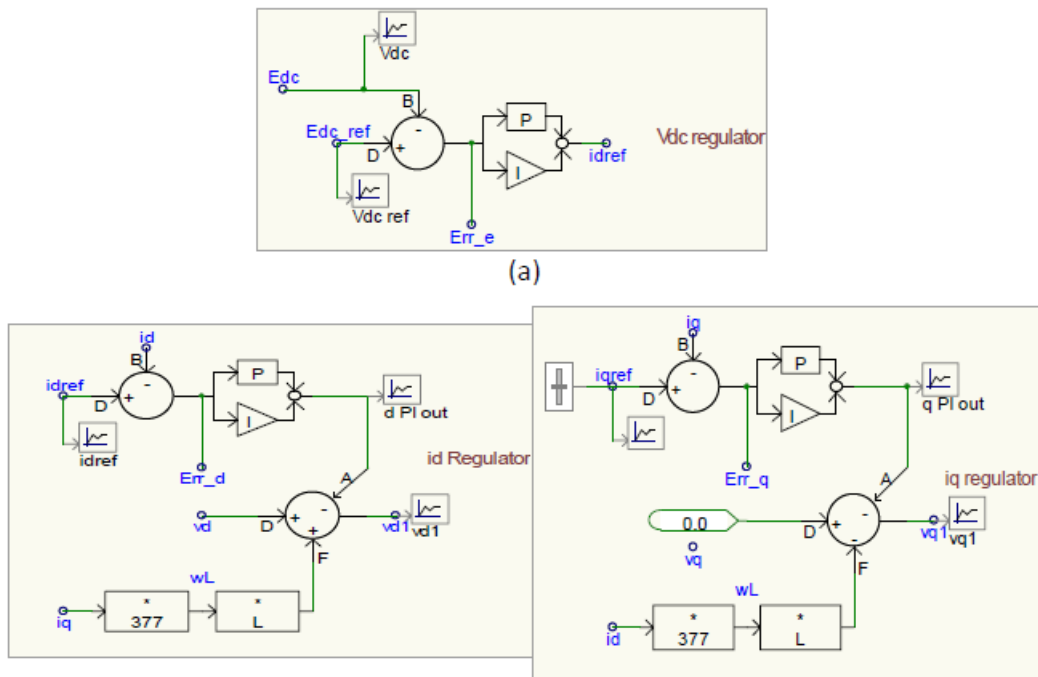 Vdc
Edc
B
-
Edc_ref
D
+
P
I
idref
Vdc regulator
Vdc ref
Err_e
(a)
id
B
-
idref
D
+
P
I
d PI out
idref
id Regulator
Err_d
A
vd
D
+
-
+
vd1
vd1
F
wL
iq
*
377
*
L
iq
B
-
iqref
D
+
P
I
q PI out
Err_q
iq regulator
A
0.0
D
+
-
-
vq1
vq1
vq
F
wL
id
*
377
*
L